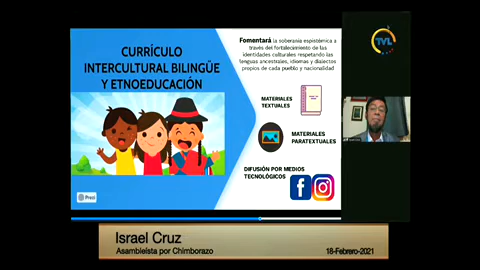 CURRÍCULO
INTERCULTURAL BILINGÜE
Y ETNOEDUCACIÓN
Fomentará la soberanía epistémica a
través del fortalecimiento de las
identidades culturales respetando las
lenguas ancestrales, idiomas y dialectos
propios de cada pueblo y nacionalidad
MATERIALES
TEXTUALES
MATERIALES
PARATEXTUALES
DIFUSIÓN POR MEDIOS
TECNOLÓGICOS
Prezi
TVL
Israel Cruz
Asambleísta por Chimborazo
18-Febrero-2021